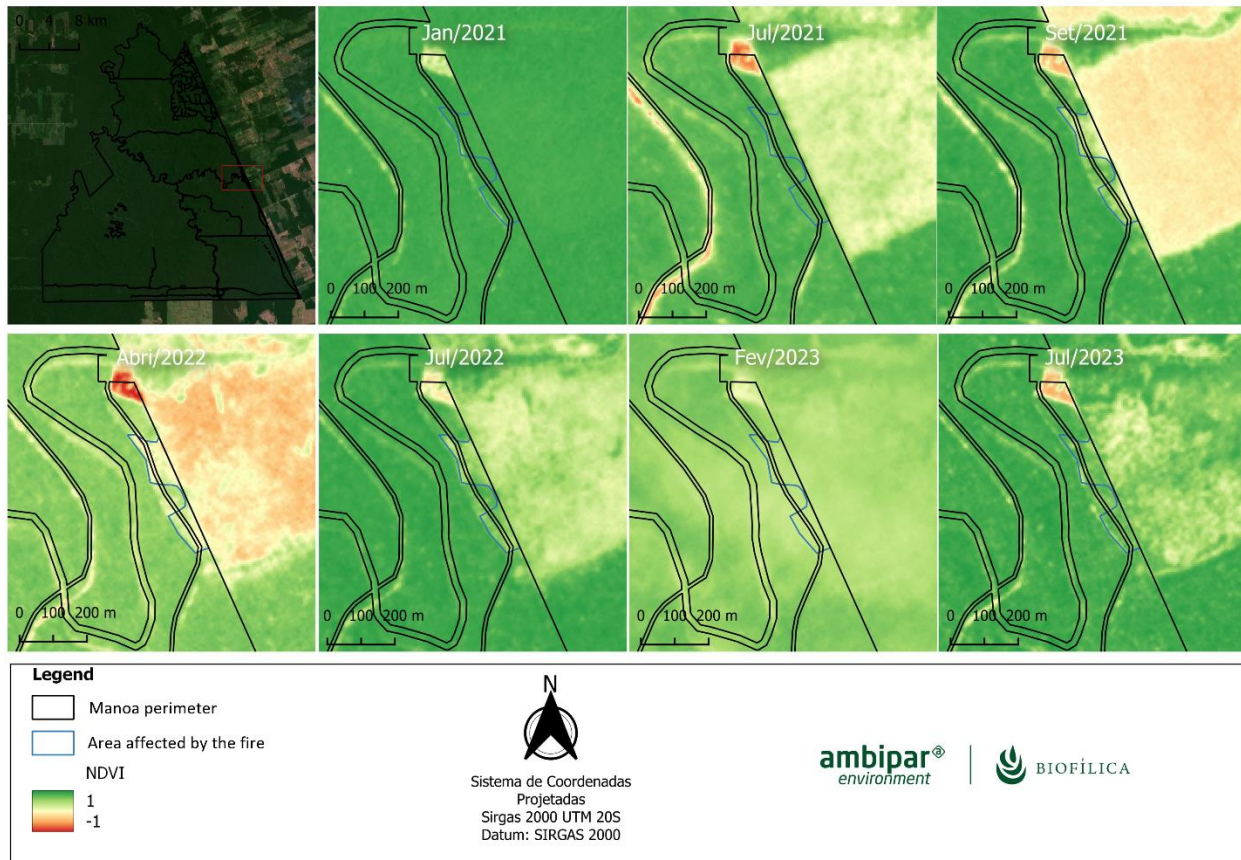 0 4 8 km
Jan/2021
0 100 200 m
Jul/2021
0 100 200 m
Set/2021
0 100 200 m
Abri/2022
0 100 200 m
Jul/2022
0 100 200 m
Fev/2023
0 100 200 m
Jul/2023
0 100 200 m
Legend
Manoa perimeter
Area affected by the fire
NDVI
1
-1
N
Sistema de Coordenadas
Projetadas
Sirgas 2000 UTM 20S
Datum: SIRGAS 2000
ambipar
environment
BIOFÍLICA